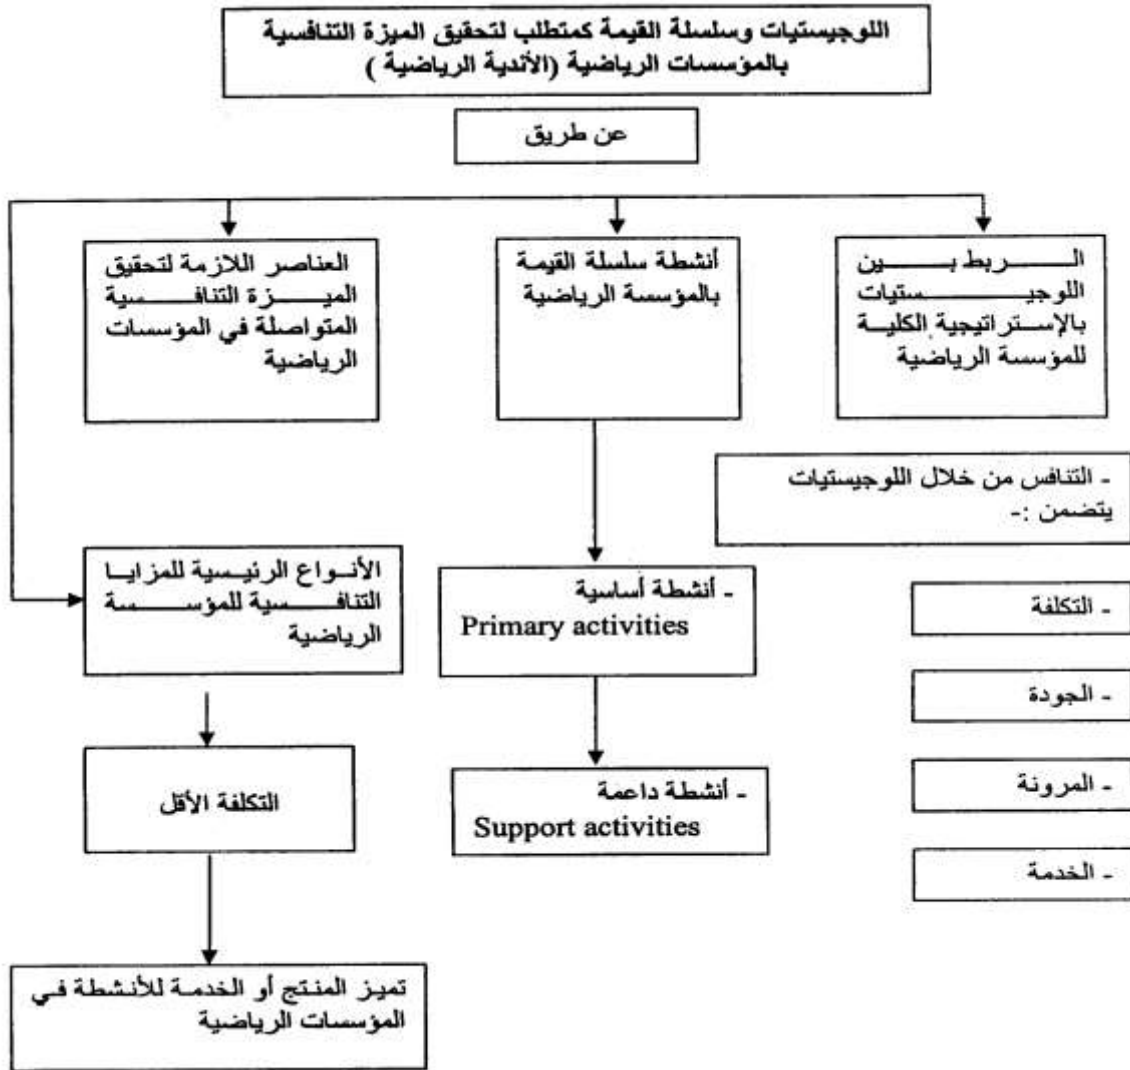 اللوجيستيات وسلسلة القيمة كمتطلب لتحقيق الميزة التنافسية
بالمؤسسات الرياضية (الأندية الرياضية )
عن طريق
الربط بين
اللوجيستيات
بالإستراتيجية الكلية
للمؤسسة الرياضية
أنشطة سلسلة القيمة
بالمؤسسة الرياضية
العناصر اللازمة لتحقيق
الميزة التنافسية
المتواصلة في المؤسسات
الرياضية
- التنافس من خلال اللوجيستيات
يتضمن :-
- التكلفة
- الجودة
- المرونة
- الخدمة
- أنشطة أساسية
Primary activities
- أنشطة داعمة
Support activities
الأنواع الرئيسية للمزايا
التنافسية للمؤسسة
الرياضية
التكلفة الأقل
تميز المنتج أو الخدمة للأنشطة في
المؤسسات الرياضية